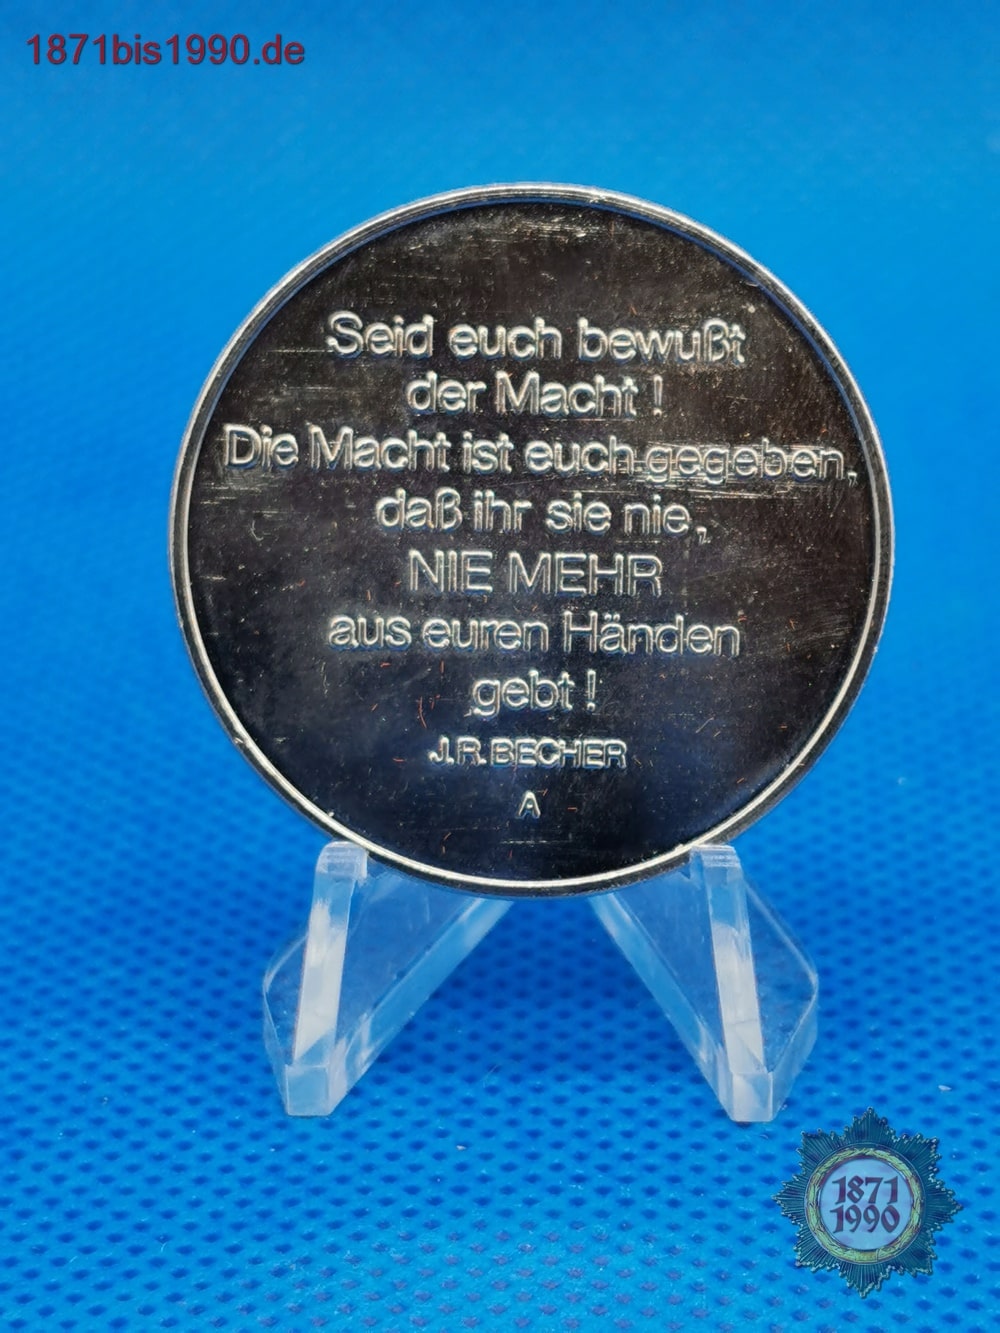 1871bis1990.de
Seid euch bewußt
der Macht !
Die Macht ist euch gegeben,
daß ihr sie nie,
NIE MEHR
aus euren Händen
gebt !
J.R.BECHER
A
1871
1990